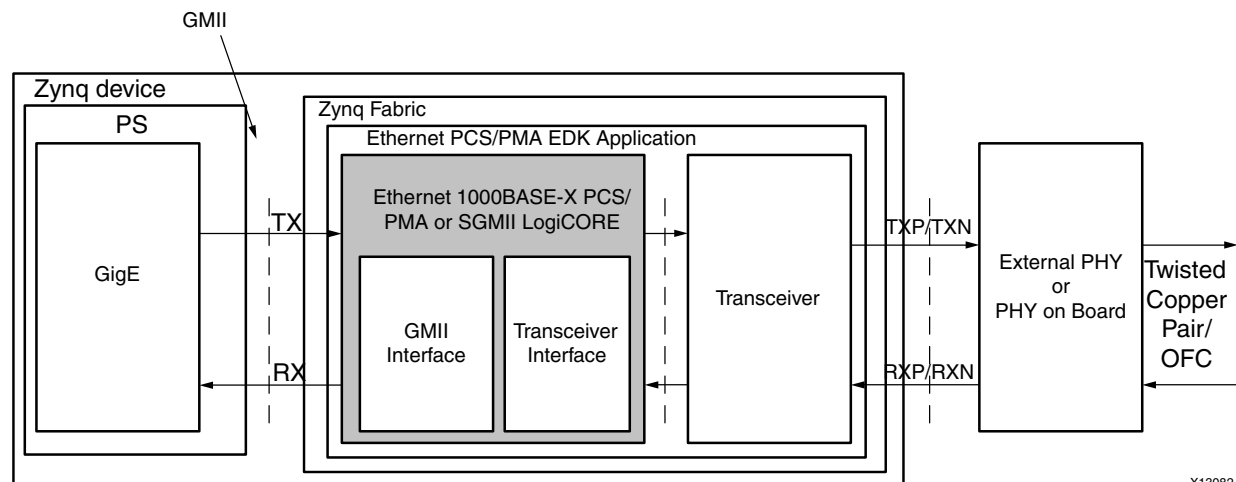 GMII
Zynq device
PS
GigE
TX
RX
Zynq Fabric
Ethernet PCS/PMA EDK Application
Ethernet 1000BASE-X PCS/
PMA or SGMII LogiCORE
GMII
Interface
Transceiver
Interface
Transceiver
TXP/TXN
RXP/RXN
External PHY
or
PHY on Board
Twisted
Copper
Pair/
OFC